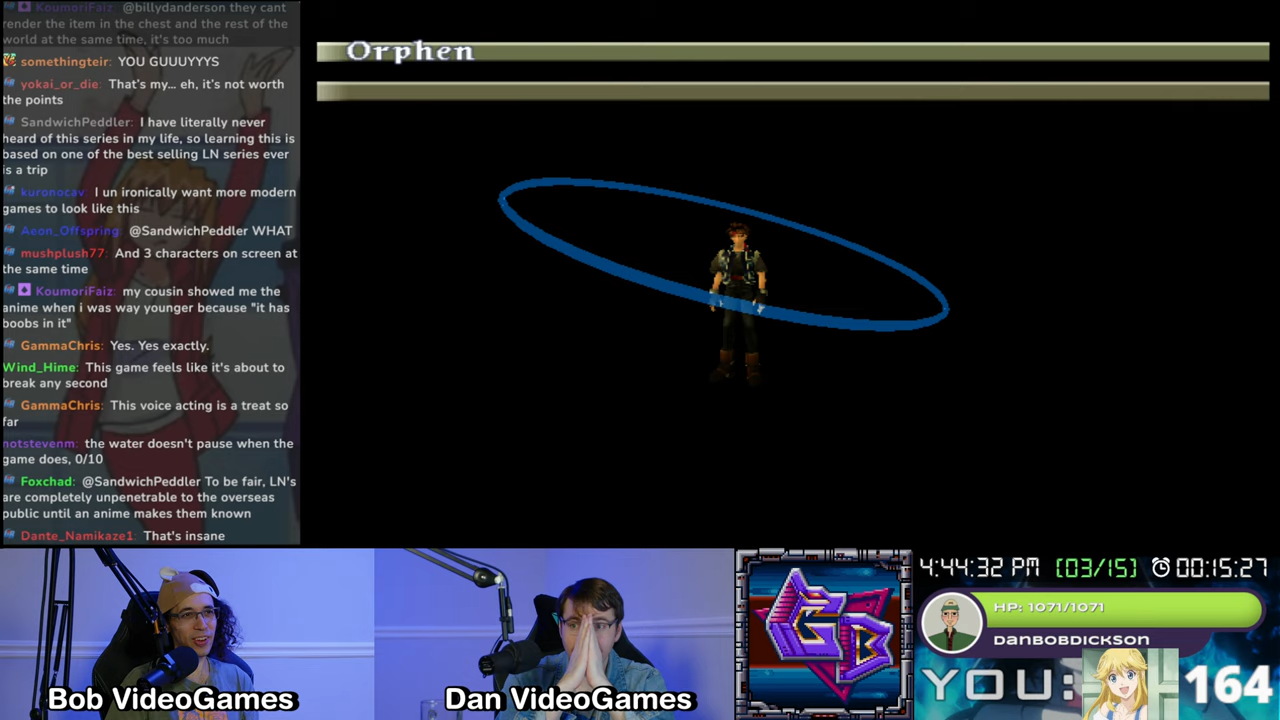 KoumoriFaiz: @billydanderson they cant
render the item in the chest and the rest of the
world at the same time, it's too much
somethingteir: YOU GUUUYYYS
yokai_or_die: That's my... eh, it's not worth
the points
SandwichPeddler: I have literally never
heard of this series in my life, so learning this is
based on one of the best selling LN series ever
is a trip
kuronocav: I un ironically want more modern
games to look like this
Aeon_Offspring: @SandwichPeddler WHAT
mushplush77: And 3 characters on screen at
the same time
KoumoriFaiz: my cousin showed me the
anime when i was way younger because "it has
boobs in it"
GammaChris: Yes. Yes exactly.
Wind_Hime: This game feels like it's about to
break any second
GammaChris: This voice acting is a treat so
far
notstevenm: the water doesn't pause when the
game does, 0/10
Foxchad: @SandwichPeddler To be fair, LN's
are completely unpenetrable to the overseas
public until an anime makes them known
Dante_Namikaze1: That's insane
Orphen
Bob VideoGames
Dan VideoGames
GB
4:44:32 PM [03/15] 00:15:27
HP: 1071/1071
DANBOBDICKSON
YOU: 164